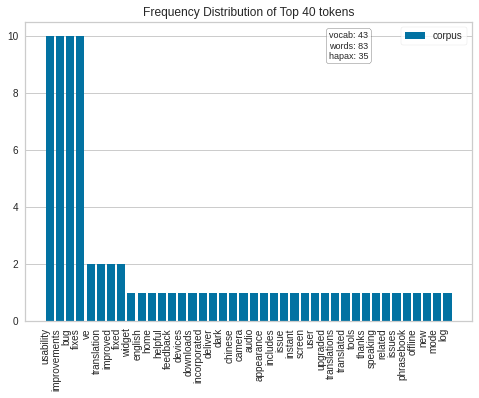 Frequency Distribution of Top 40 tokens
vocab: 43
words: 83
hapax: 35
corpus
10
8
6
4
2
0
usability
improvements
bug
fixes
ve
translation
improved
fixed
widget
english
home
helpful
feedback
devices
downloads
incorporated
deliver
dark
chinese
camera
audio
appearance
includes
issue
instant
screen
user
upgraded
translations
translated
tools
thanks
speaking
related
issues
phrasebook
offline
new
mode
log